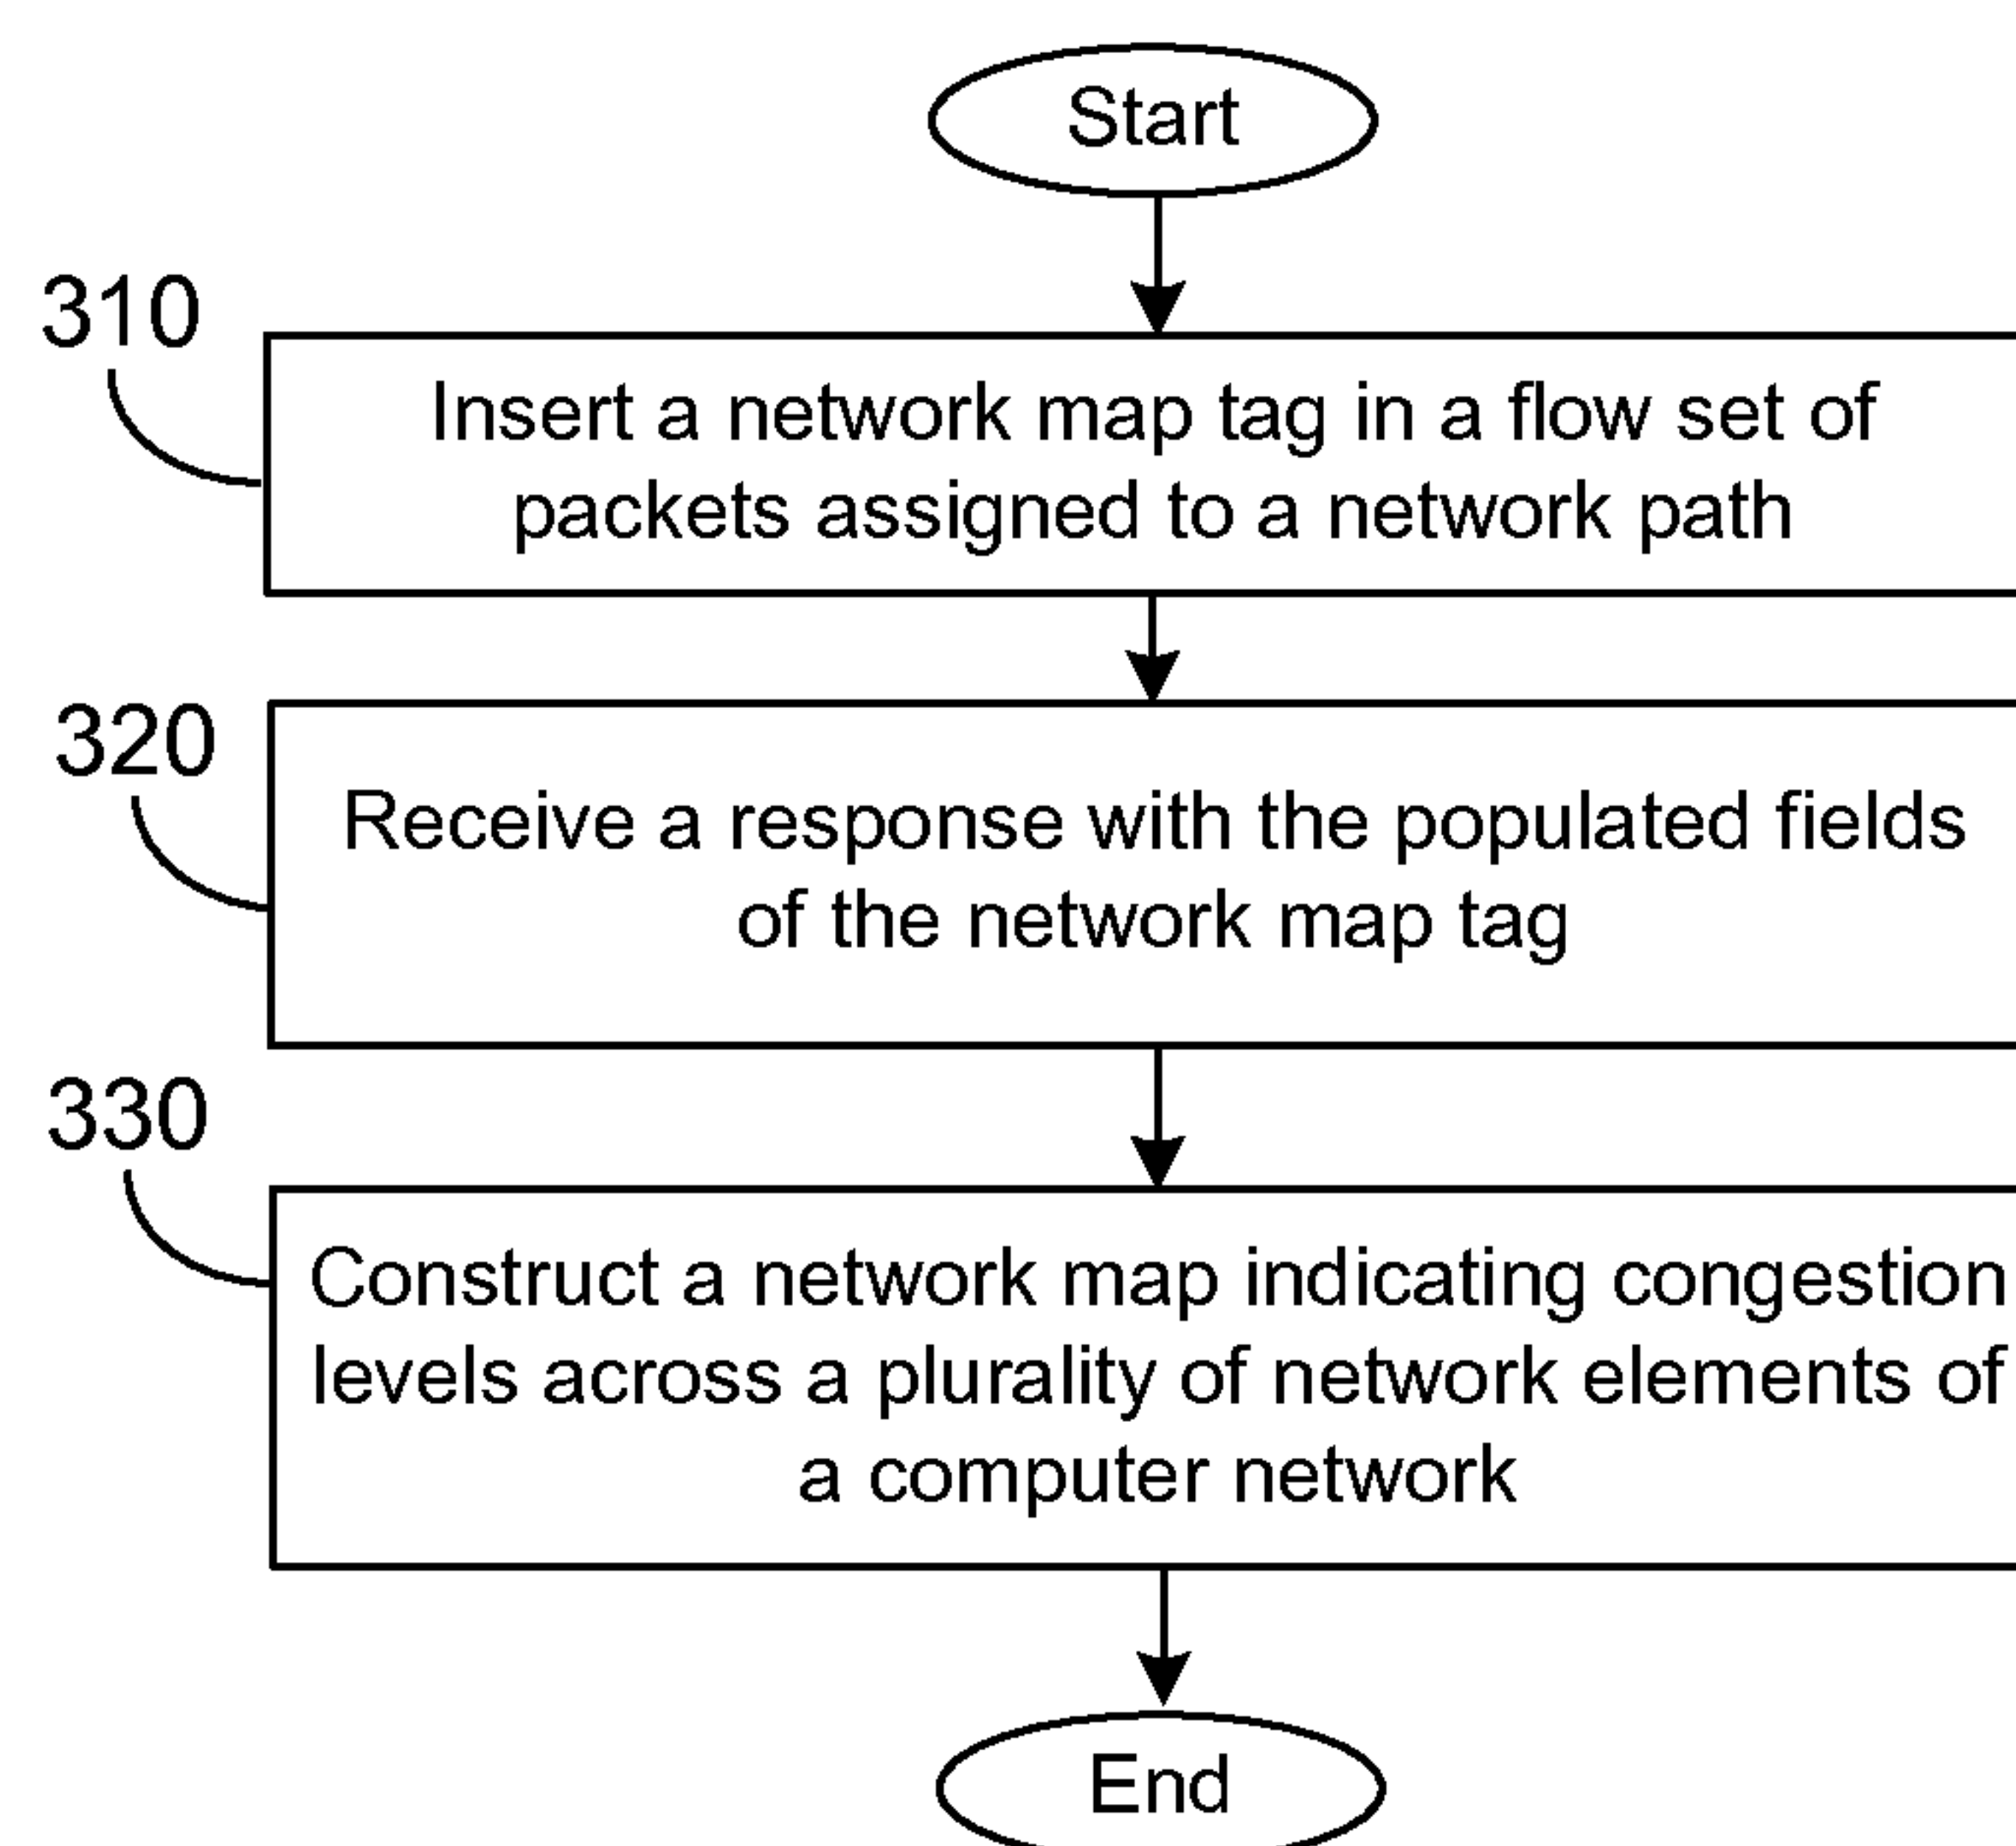 Start
310
Insert a network map tag in a flow set of
packets assigned to a network path
320
Receive a response with the populated fields
of the network map tag
330
Construct a network map indicating congestion
levels across a plurality of network elements of
a computer network
End